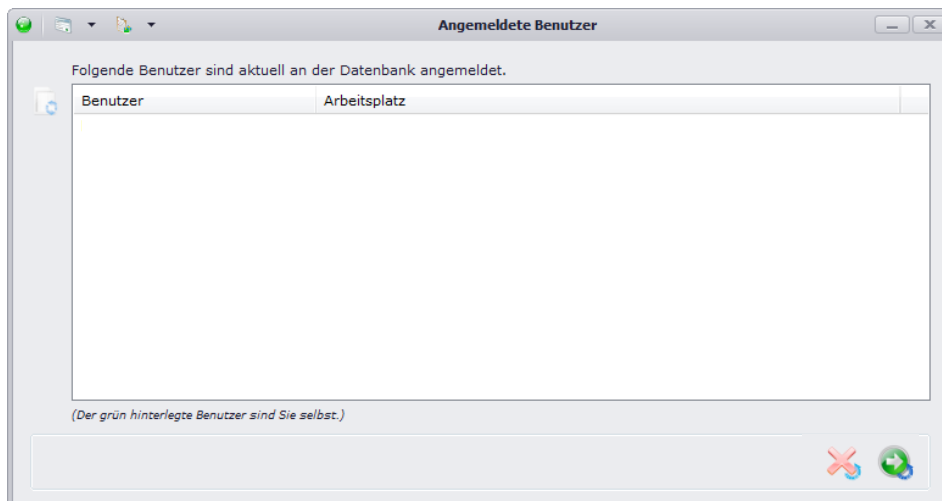 Angemeldete Benutzer
Folgende Benutzer sind aktuell an der Datenbank angemeldet.
Benutzer Arbeitsplatz
(Der grün hinterlegte Benutzer sind Sie selbst.)